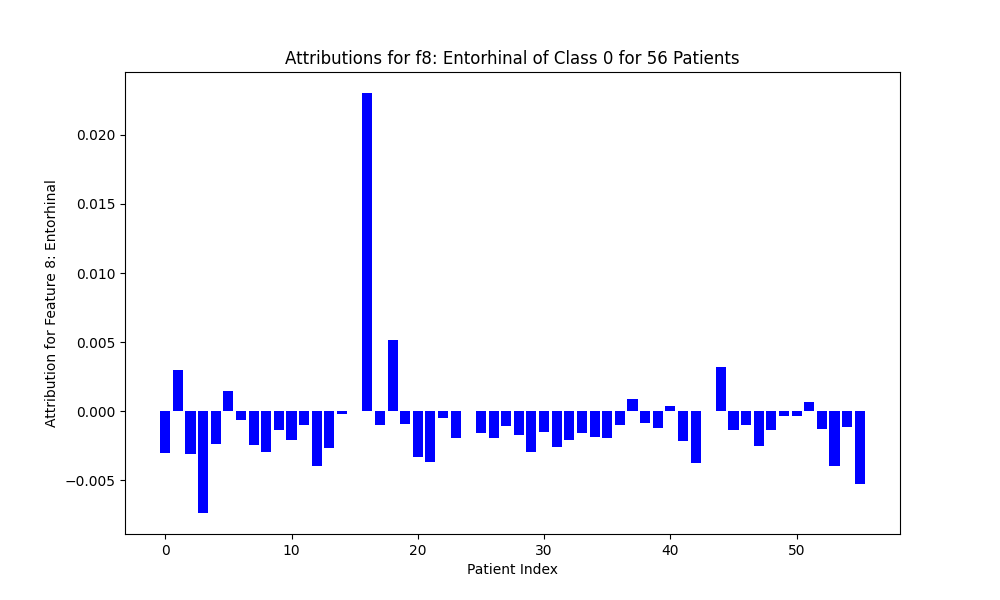 Attributions for f8: Entorhinal of Class 0 for 56 Patients
Attribution for Feature 8: Entorhinal
0.020
0.015
0.010
0.005
0.000
−0.005
0 10 20 30 40 50
Patient Index